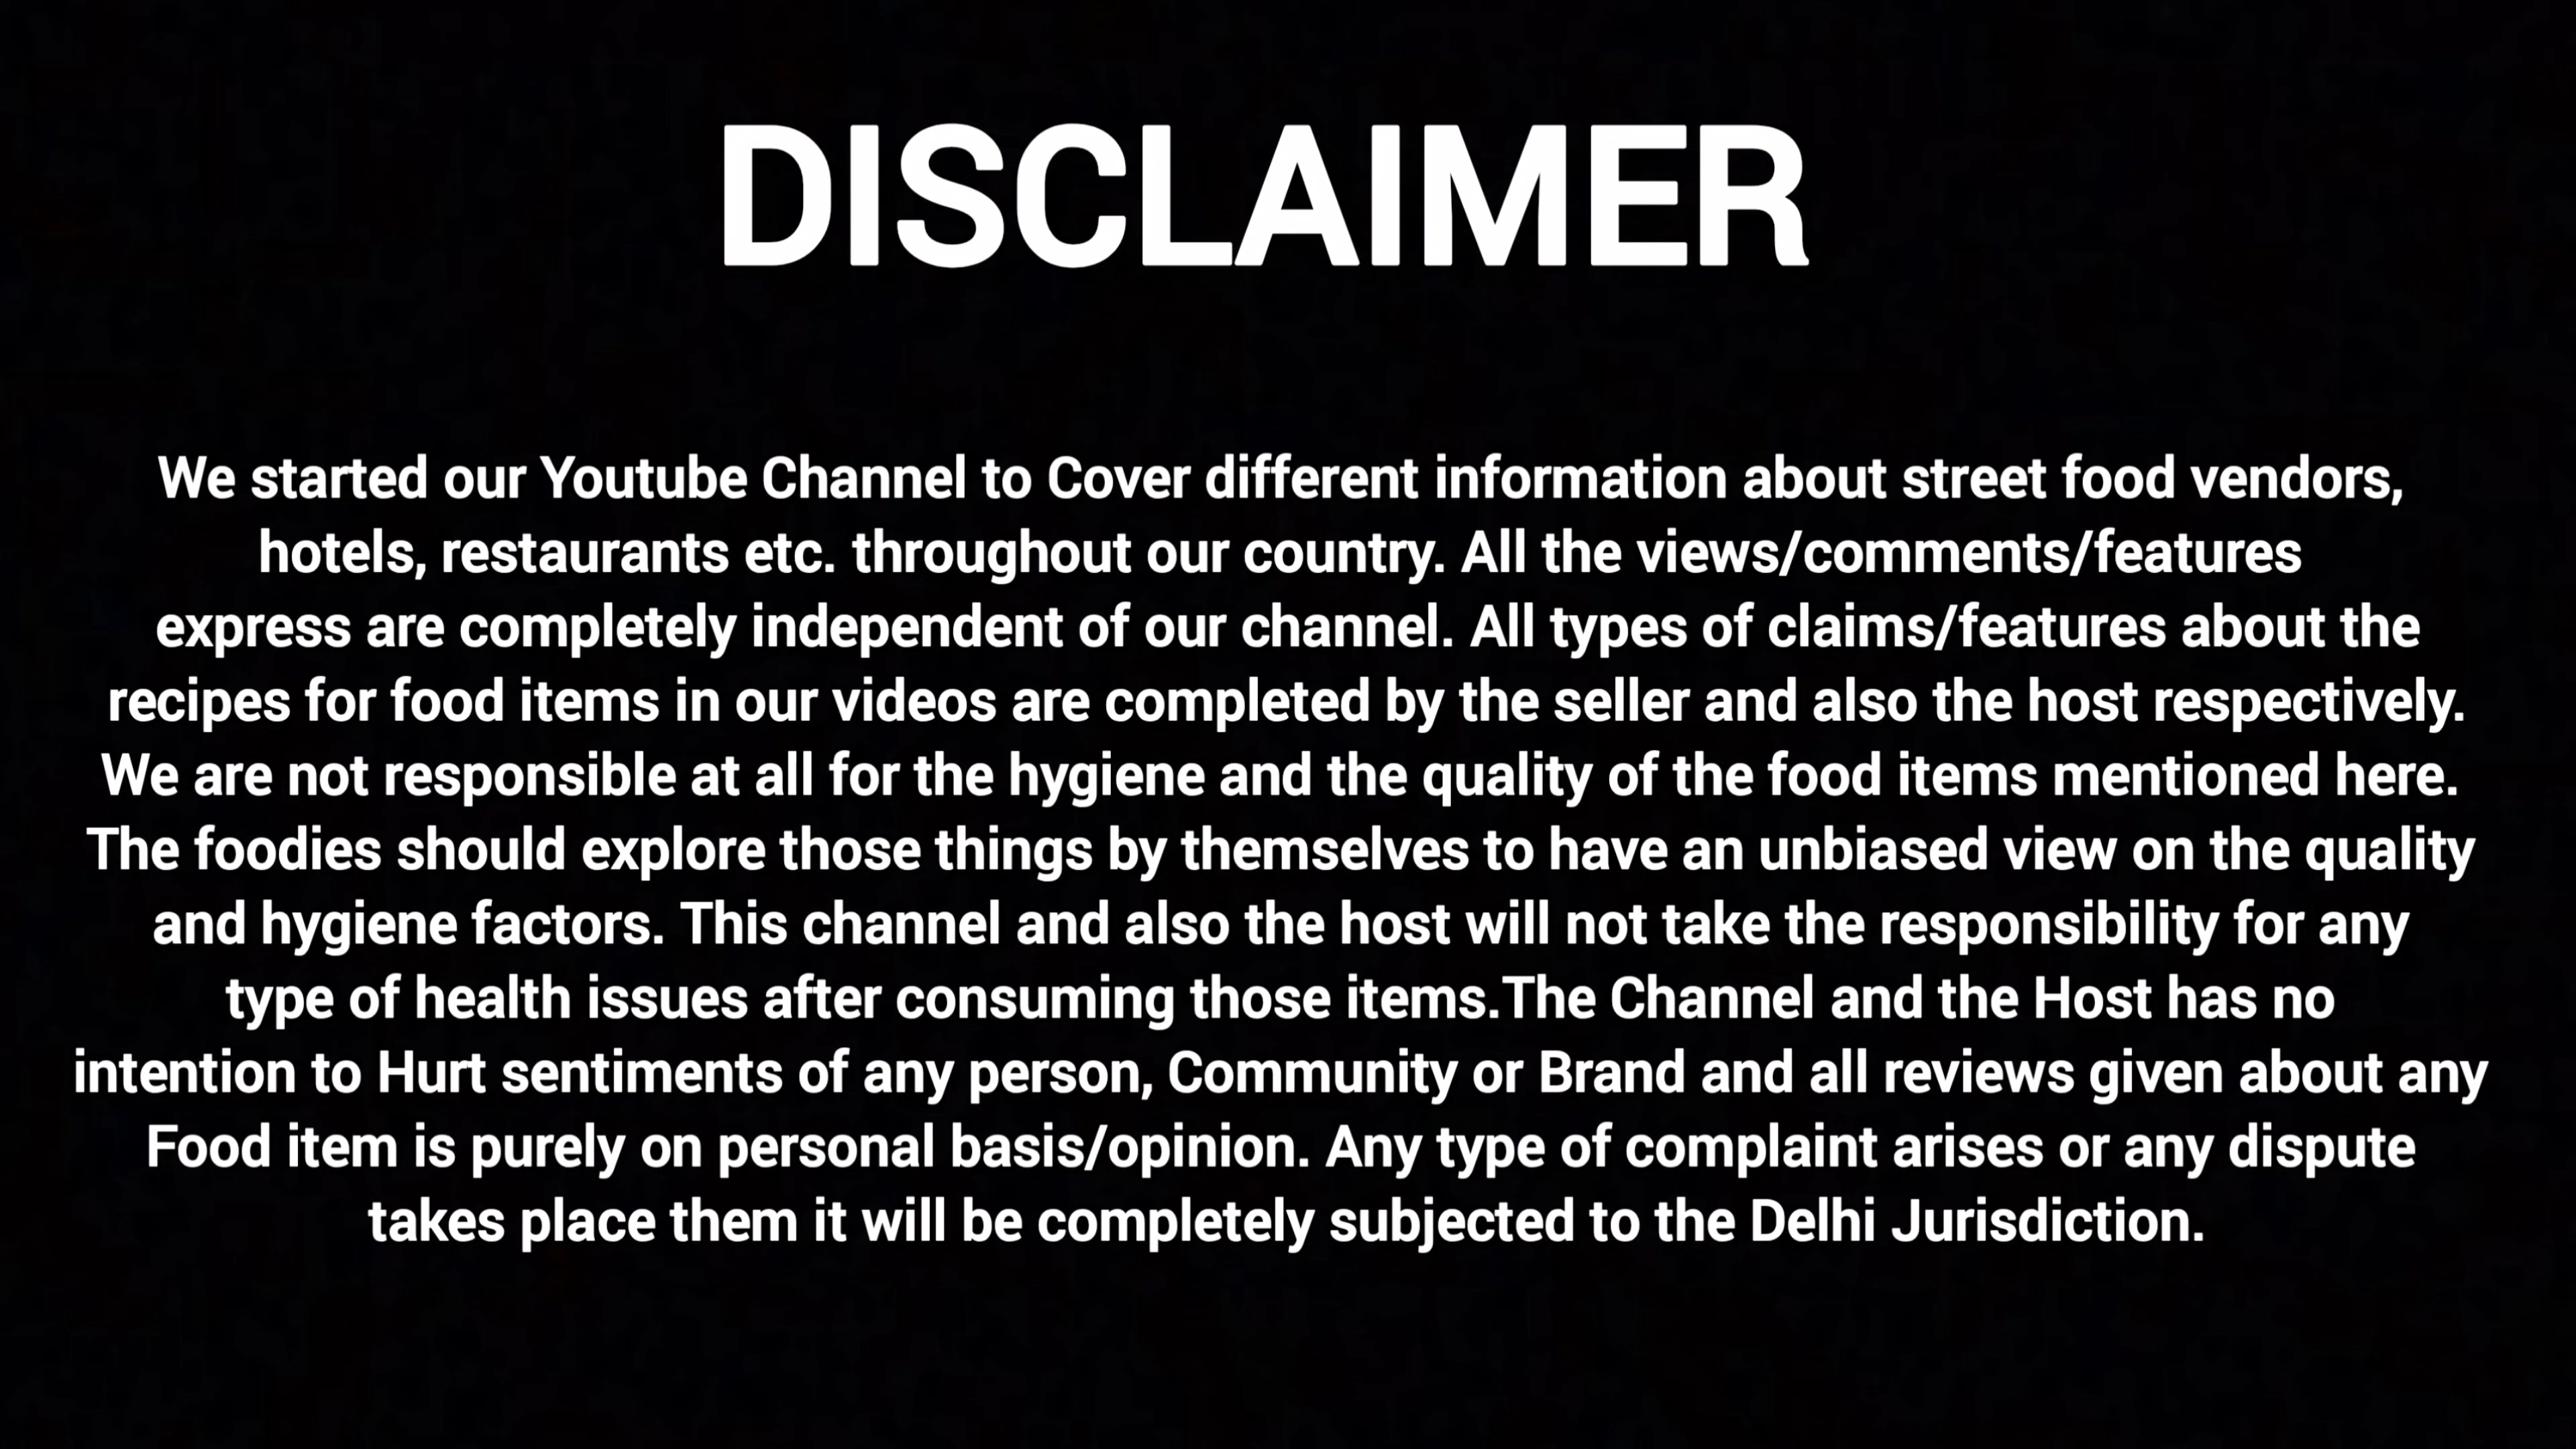 DISCLAIMER
We started our Youtube Channel to Cover different information about street food vendors,
hotels, restaurants etc. throughout our country. All the views/comments/features
express are completely independent of our channel. All types of claims/features about the
recipes for food items in our videos are completed by the seller and also the host respectively.
We are not responsible at all for the hygiene and the quality of the food items mentioned here.
The foodies should explore those things by themselves to have an unbiased view on the quality
and hygiene factors. This channel and also the host will not take the responsibility for any
type of health issues after consuming those items.The Channel and the Host has no
intention to Hurt sentiments of any person, Community or Brand and all reviews given about any
Food item is purely on personal basis/opinion. Any type of complaint arises or any dispute
takes place them it will be completely subjected to the Delhi Jurisdiction.